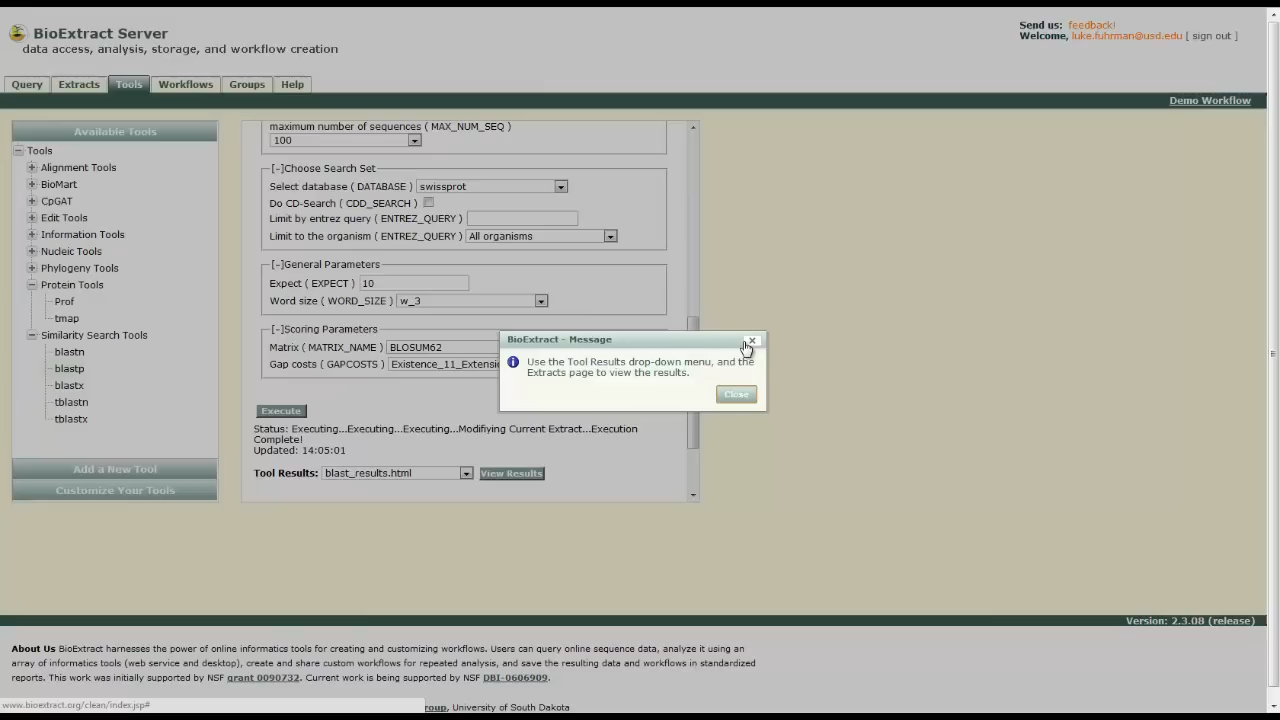 BioExtract Server
data access, analysis, storage, and workflow creation
Send us: feedback!
Welcome, luke.fuhrman@usd.edu [ sign out ]
Query Extracts Tools Workflows Groups Help
Demo Workflow
Available Tools
Tools
Alignment Tools
BioMart
CpGAT
Edit Tools
Information Tools
Nucleic Tools
Phylogeny Tools
Protein Tools
Prof
tmap
Similarity Search Tools
blastn
blastp
blastx
tblastn
tblastx
Add a New Tool
Customize Your Tools
maximum number of sequences ( MAX_NUM_SEQ )
100
[-]Choose Search Set
Select database ( DATABASE ) swissprot
Do CD-Search ( CDD_SEARCH )
Limit by entrez query ( ENTREZ_QUERY )
Limit to the organism ( ENTREZ_QUERY ) All organisms
[-]General Parameters
Expect ( EXPECT ) 10
Word size ( WORD_SIZE ) w_3
[-]Scoring Parameters
Matrix ( MATRIX_NAME ) BLOSUM62
Gap costs ( GAPCOSTS ) Existence_11_Extensi
BioExtract - Message
Use the Tool Results drop-down menu, and the
Extracts page to view the results.
Close
Execute
Status: Executing...Executing...Executing...Modifiying Current Extract...Execution
Complete!
Updated: 14:05:01
Tool Results: blast_results.html View Results
Version: 2.3.08 (release)
About Us BioExtract harnesses the power of online informatics tools for creating and customizing workflows. Users can query online sequence data, analyze it using an
array of informatics tools (web service and desktop), create and share custom workflows for repeated analysis, and save the resulting data and workflows in standardized
reports. This work was initially supported by NSF grant 0090732. Current work is being supported by NSF DBI-0606909.
www.bioextract.org/clean/index.jsp#
roup, University of South Dakota